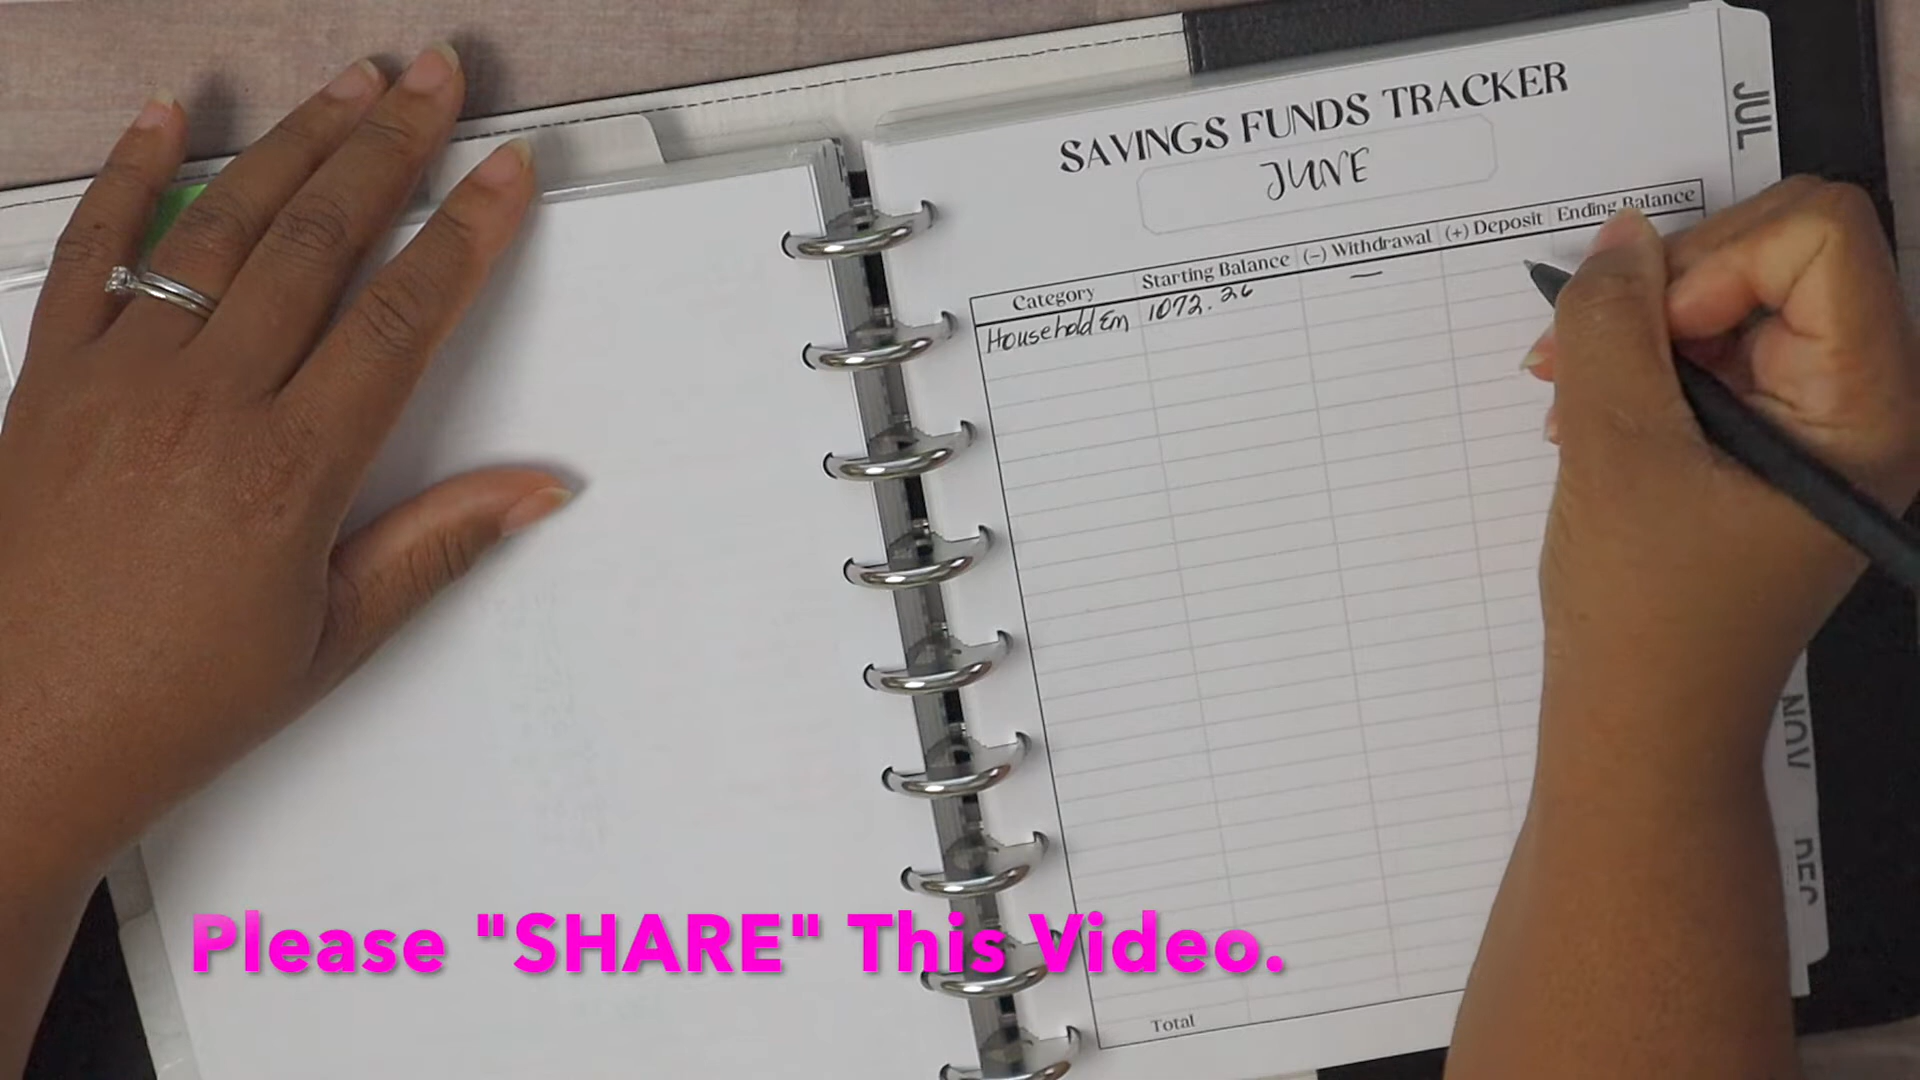 SAVINGS FUNDS TRACKER
JUNE
JUL
Category Starting Balance (-) Withdrawal (+) Deposit Ending Balance
Household Em 1072.26 —
NOV
DEC
Please "SHARE" This Video.
Total